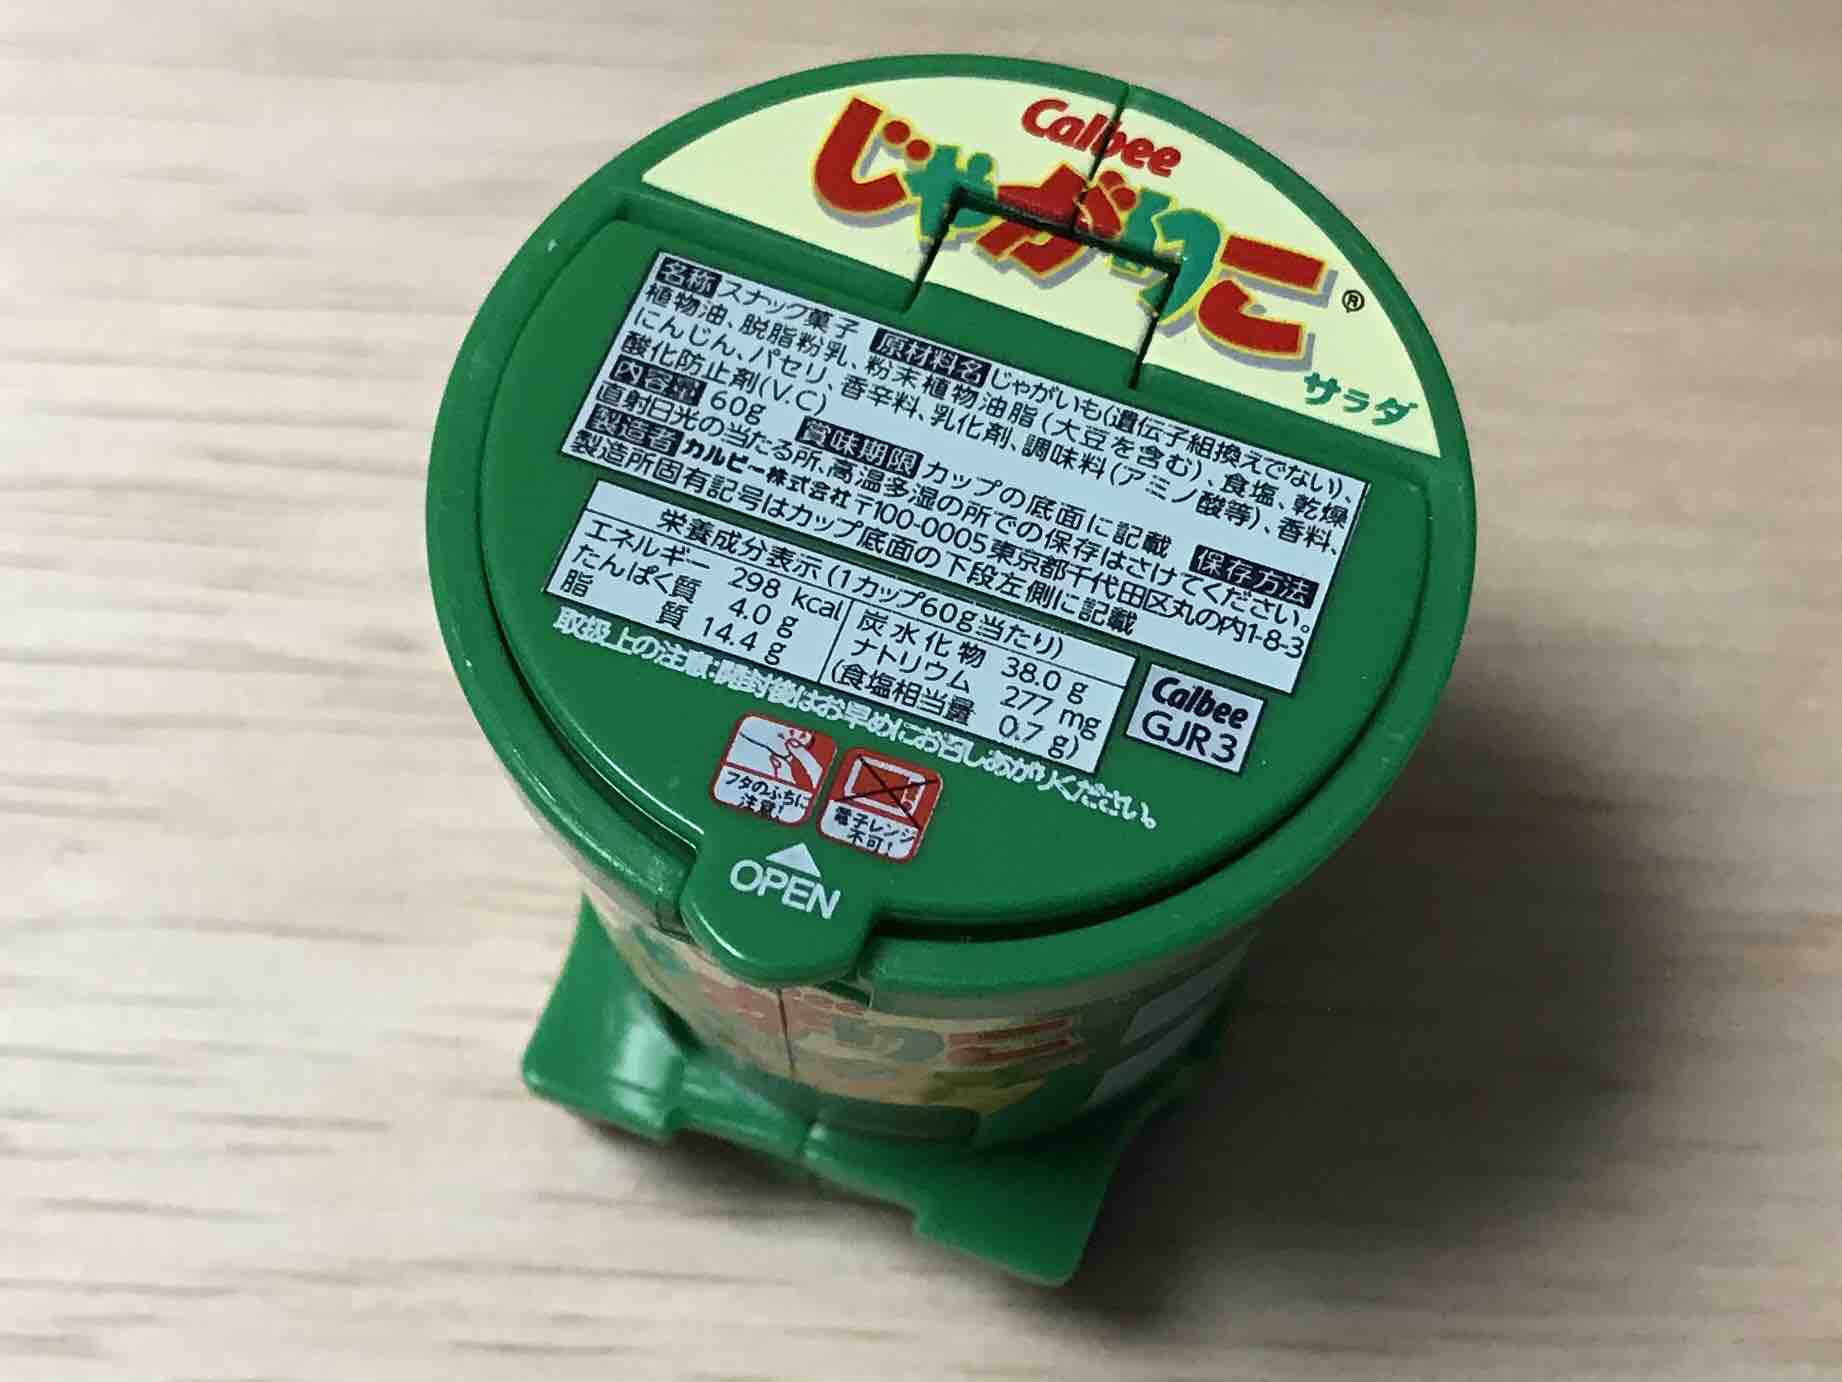 Calbee
じゃがりこ®
サラダ
名称 スナック菓子 原材料名 じゃがいも(遺伝子組換えでない)、
植物油、脱脂粉乳、粉末植物油脂(大豆を含む)、食塩、乾燥
にんじん、パセリ、香辛料、乳化剤、調味料(アミノ酸等)、香料、
酸化防止剤(V.C)
内容量 60g 賞味期限 カップの底面に記載 保存方法
直射日光の当たる所、高温多湿の所での保存はさけてください。
製造者 カルビー株式会社 〒100-0005東京都千代田区丸の内1-8-3
製造所固有記号はカップ底面の下段左側に記載
栄養成分表示(1カップ60g当たり)
エネルギー 298 kcal 炭水化物 38.0 g
たんぱく質 4.0 g ナトリウム 277 mg
脂質 14.4 g (食塩相当量 0.7 g)
Calbee
GJR3
取扱上の注意:開封後はお早めにお召しあがりください。
フタのふちに
注意!
電子レンジ
不可!
OPEN